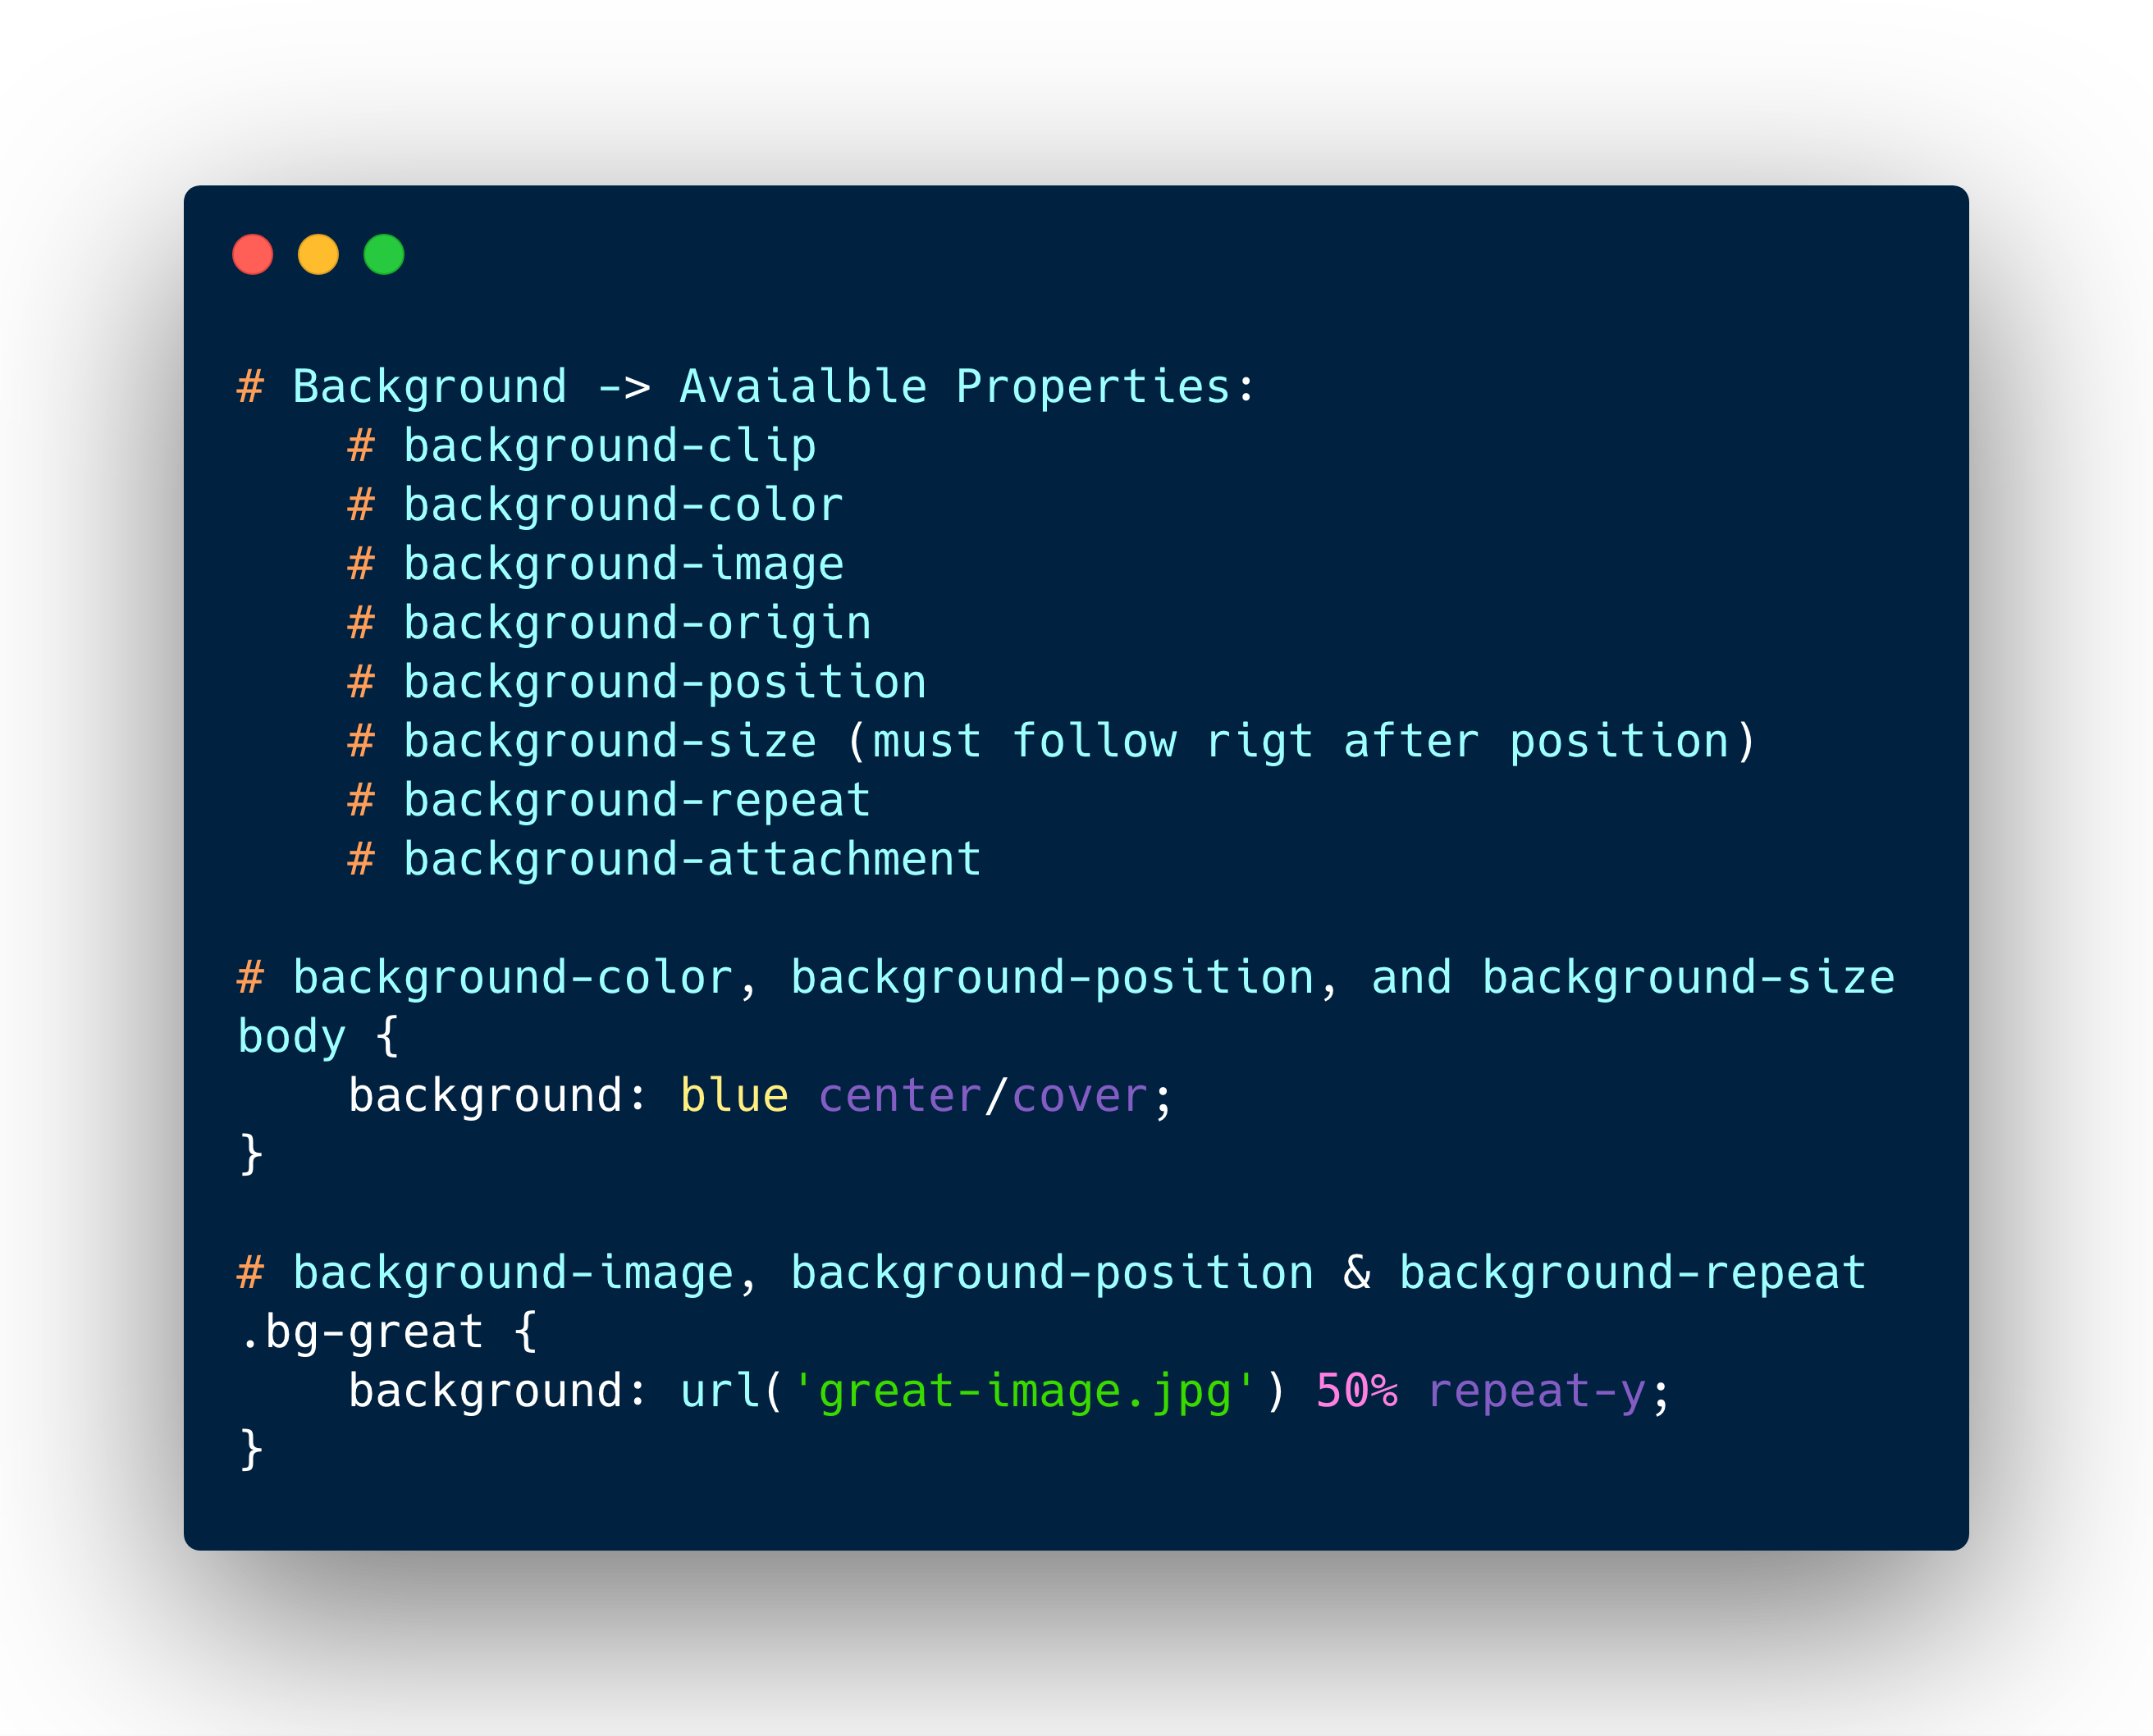 # Background -> Avaialble Properties:
    # background-clip
    # background-color
    # background-image
    # background-origin
    # background-position
    # background-size (must follow rigt after position)
    # background-repeat
    # background-attachment

# background-color, background-position, and background-size
body {
    background: blue center/cover;
}

# background-image, background-position & background-repeat
.bg-great {
    background: url('great-image.jpg') 50% repeat-y;
}